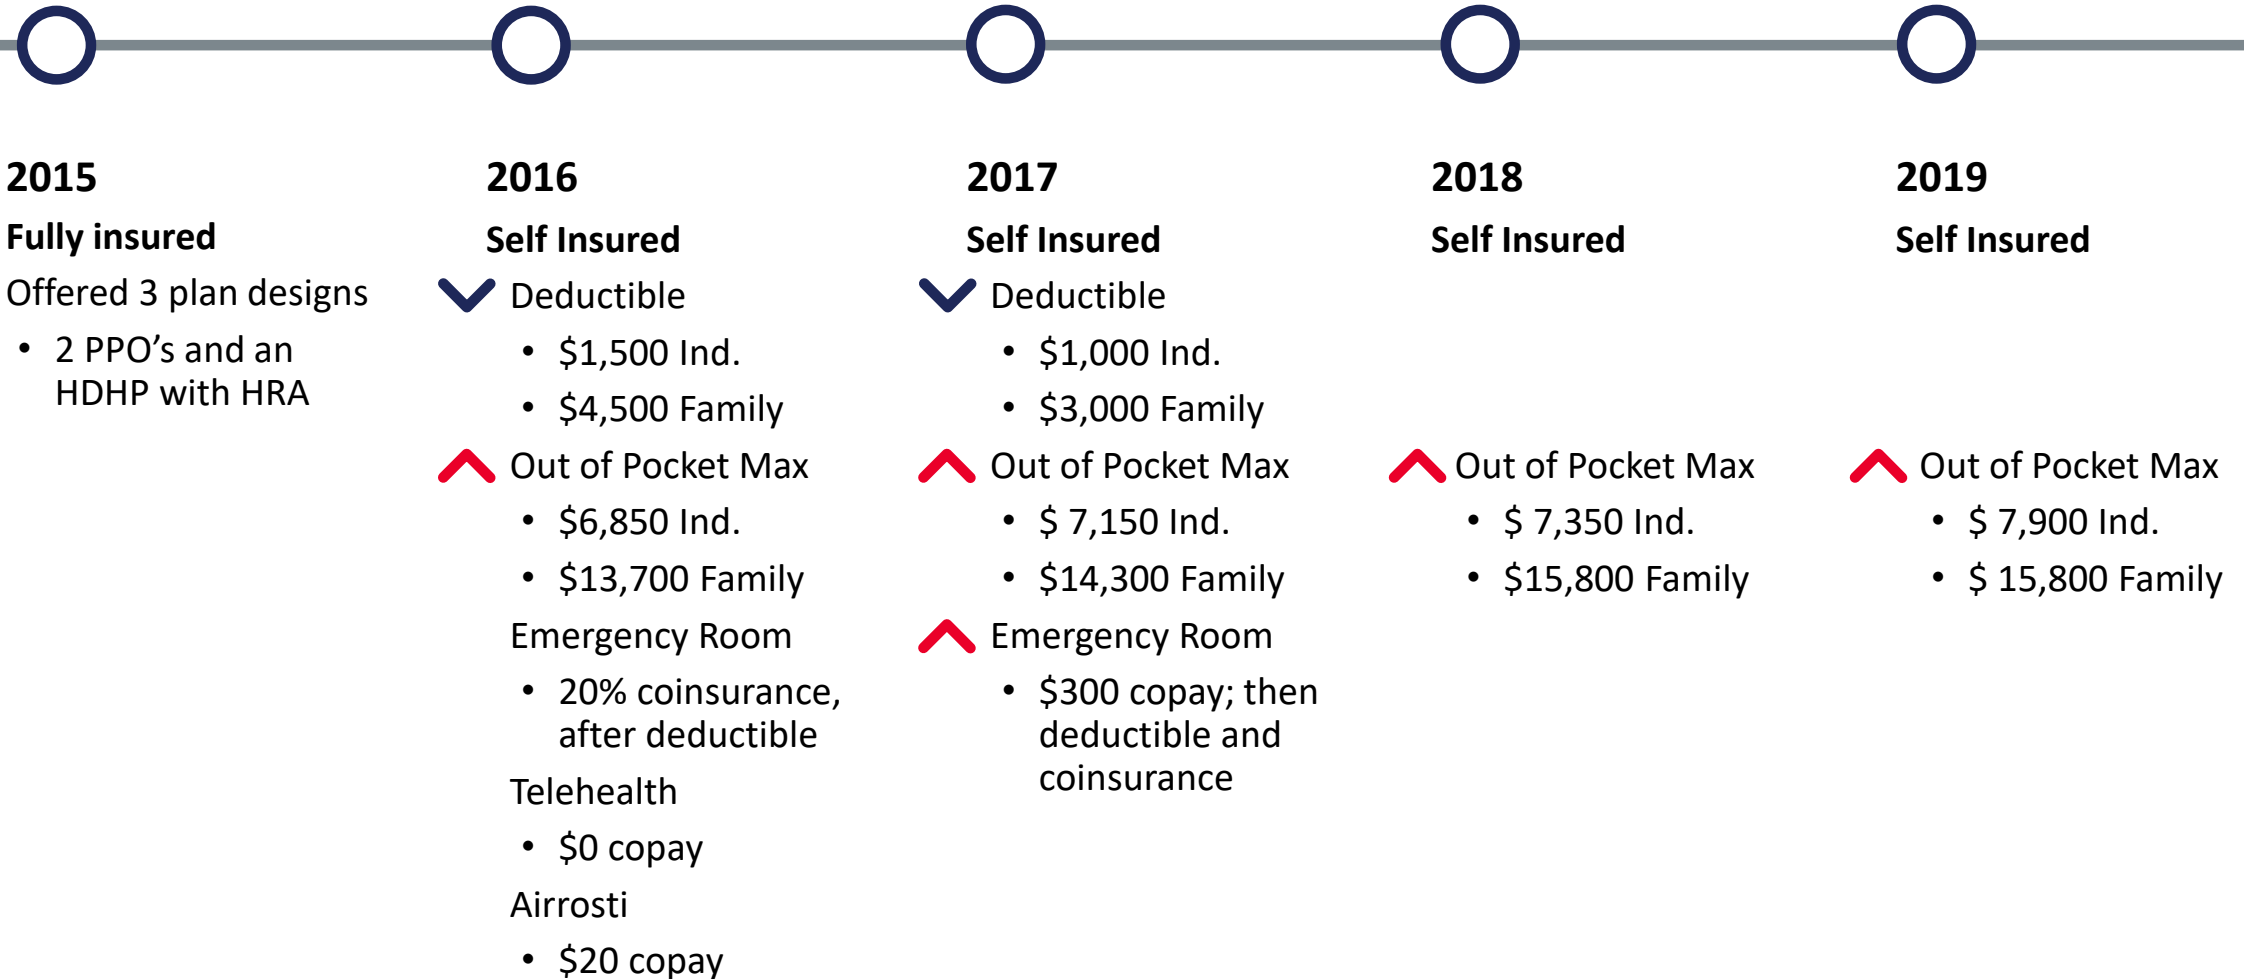 2015
Fully insured
Offered 3 plan designs
• 2 PPO’s and an
HDHP with HRA
2016
Self Insured
Deductible
• $1,500 Ind.
• $4,500 Family
Out of Pocket Max
• $6,850 Ind.
• $13,700 Family
Emergency Room
• 20% coinsurance,
after deductible
Telehealth
• $0 copay
Airrosti
• $20 copay
2017
Self Insured
Deductible
• $1,000 Ind.
• $3,000 Family
Out of Pocket Max
• $ 7,150 Ind.
• $14,300 Family
Emergency Room
• $300 copay; then
deductible and
coinsurance
2018
Self Insured
Out of Pocket Max
• $ 7,350 Ind.
• $15,800 Family
2019
Self Insured
Out of Pocket Max
• $ 7,900 Ind.
• $ 15,800 Family